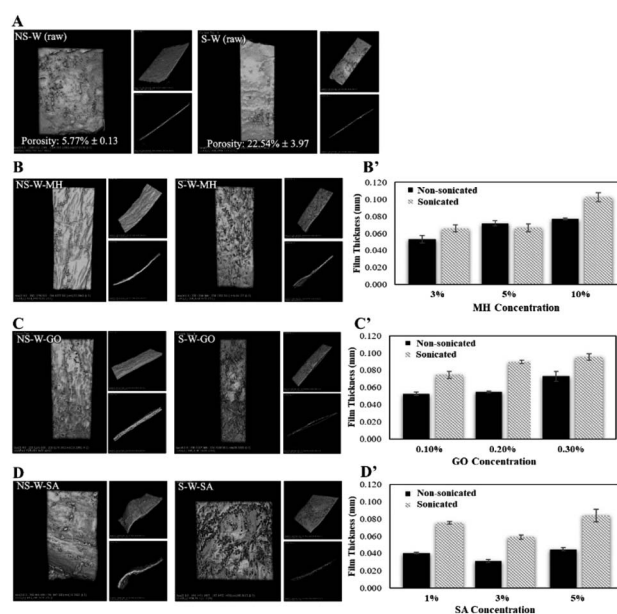 A
NS-W (raw)
S-W (raw)
Porosity: 5.77% ± 0.13
Porosity: 22.54% ± 3.97
B
NS-W-MH
S-W-MH
B’
Non-sicated
Sonicated
Film Thickness (mm)
0.120
0.100
0.080
0.060
0.040
0.020
0.000
3%
5%
10%
MH Concentration
C
NS-W-GO
S-W-GO
C’
Non-sonicated
Sonicated
Film Thickness (mm)
0.120
0.100
0.080
0.060
0.040
0.020
0.000
0.10%
0.20%
0.30%
GO Concentration
D
NS-W-SA
S-W-SA
D’
Non-sonicated
Sonicated
Film Thickness (mm)
0.120
0.100
0.080
0.060
0.040
0.020
0.000
1%
3%
5%
SA Concentration